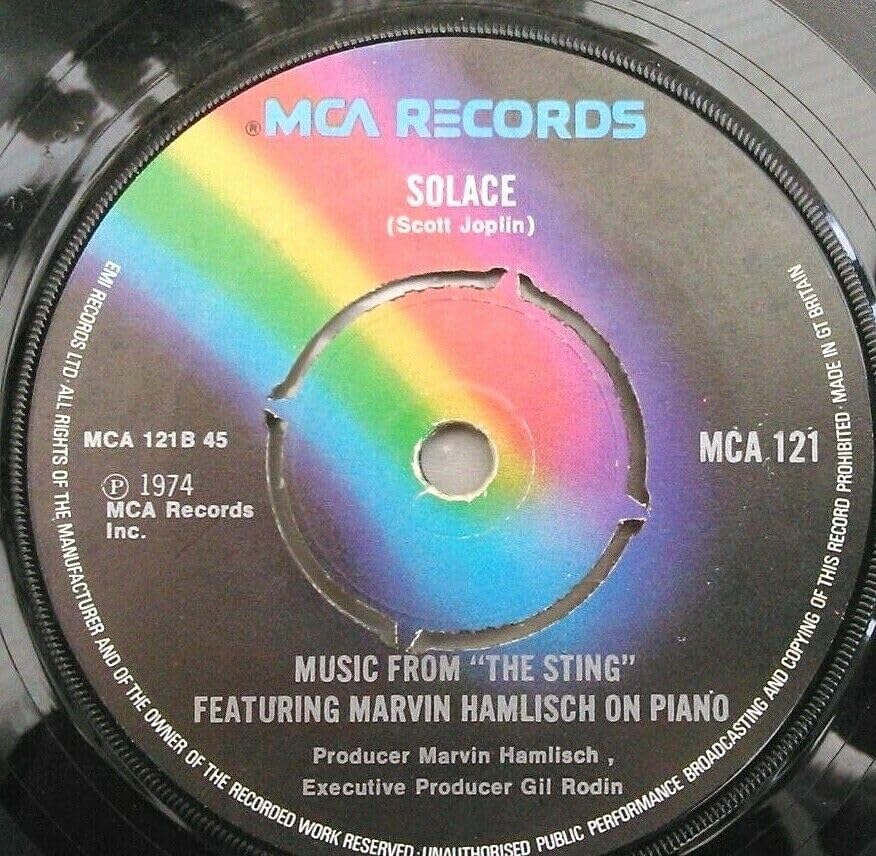 ®MCA RECORDS
SOLACE
(Scott Joplin)
MCA 121B 45
Ⓟ 1974
MCA Records
Inc.
MCA 121
MUSIC FROM "THE STING"
FEATURING MARVIN HAMLISCH ON PIANO
Producer Marvin Hamlisch ,
Executive Producer Gil Rodin
EMI RECORDS LTD·ALL RIGHTS OF THE MANUFACTURER AND OF THE OWNER OF THE RECORDED WORK RESERVED·UNAUTHORISED PUBLIC PERFORMANCE BROADCASTING AND COPYING OF THIS RECORD PROHIBITED·MADE IN GT BRITAIN